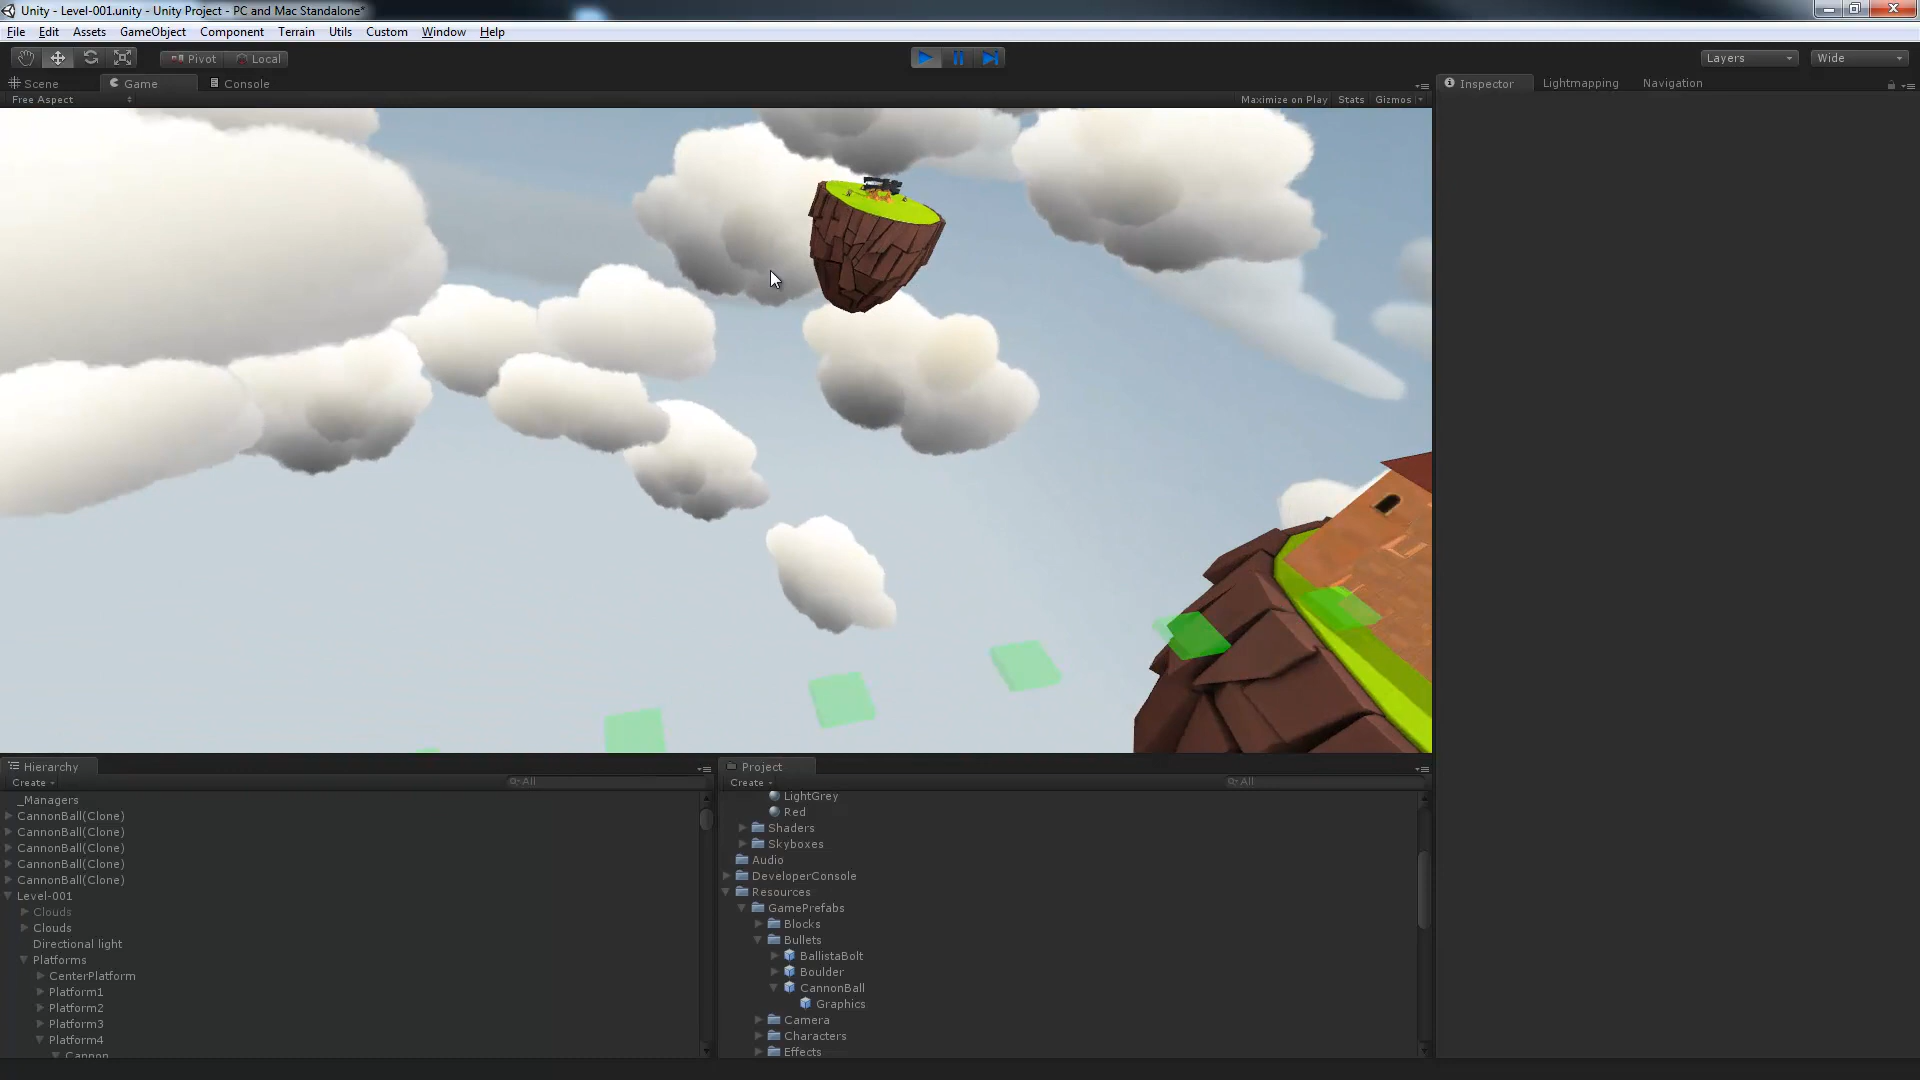 Unity - Level-001.unity - Unity Project - PC and Mac Standalone*
File Edit Assets GameObject Component Terrain Utils Custom Window Help
Pivot Local Layers Wide
Scene Game Console Inspector Lightmapping Navigation
Free Aspect Maximize on Play Stats Gizmos
Hierarchy
Create All
_Managers
CannonBall(Clone)
CannonBall(Clone)
CannonBall(Clone)
CannonBall(Clone)
CannonBall(Clone)
Level-001
Clouds
Clouds
Directional light
Platforms
CenterPlatform
Platform1
Platform2
Platform3
Platform4
Cannon
Project
Create All
LightGrey
Red
Shaders
Skyboxes
Audio
DeveloperConsole
Resources
GamePrefabs
Blocks
Bullets
BallistaBolt
Boulder
CannonBall
Graphics
Camera
Characters
Effects